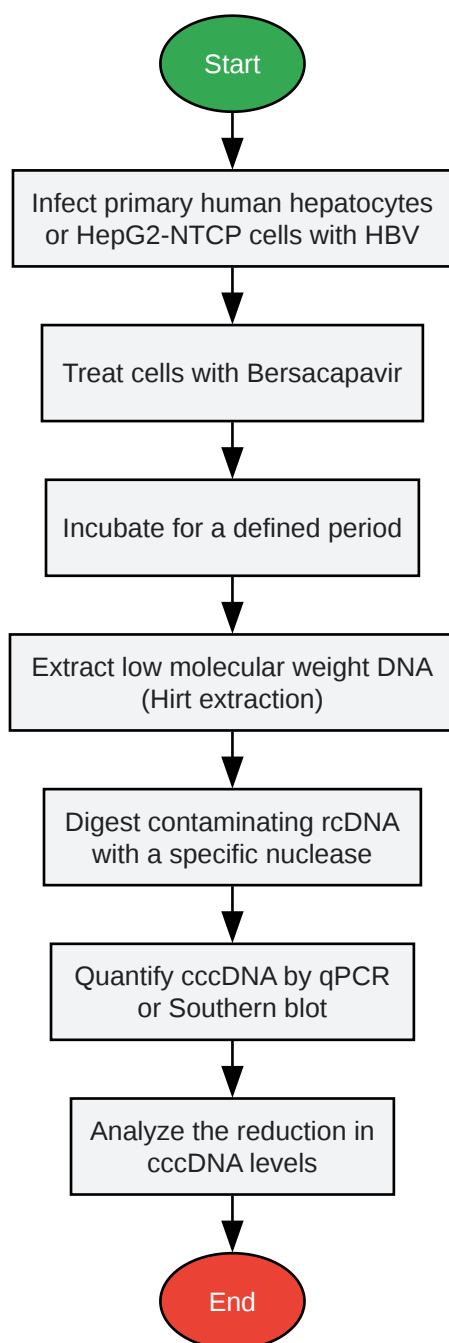 Start
Infect primary human hepatocytes
or HepG2-NTCP cells with HBV
Treat cells with Bersacapavir
Incubate for a defined period
Extract low molecular weight DNA
(Hirt extraction)
Digest contaminating rcDNA
with a specific nuclease
Quantify cccDNA by qPCR
or Southern blot
Analyze the reduction in
cccDNA levels
End